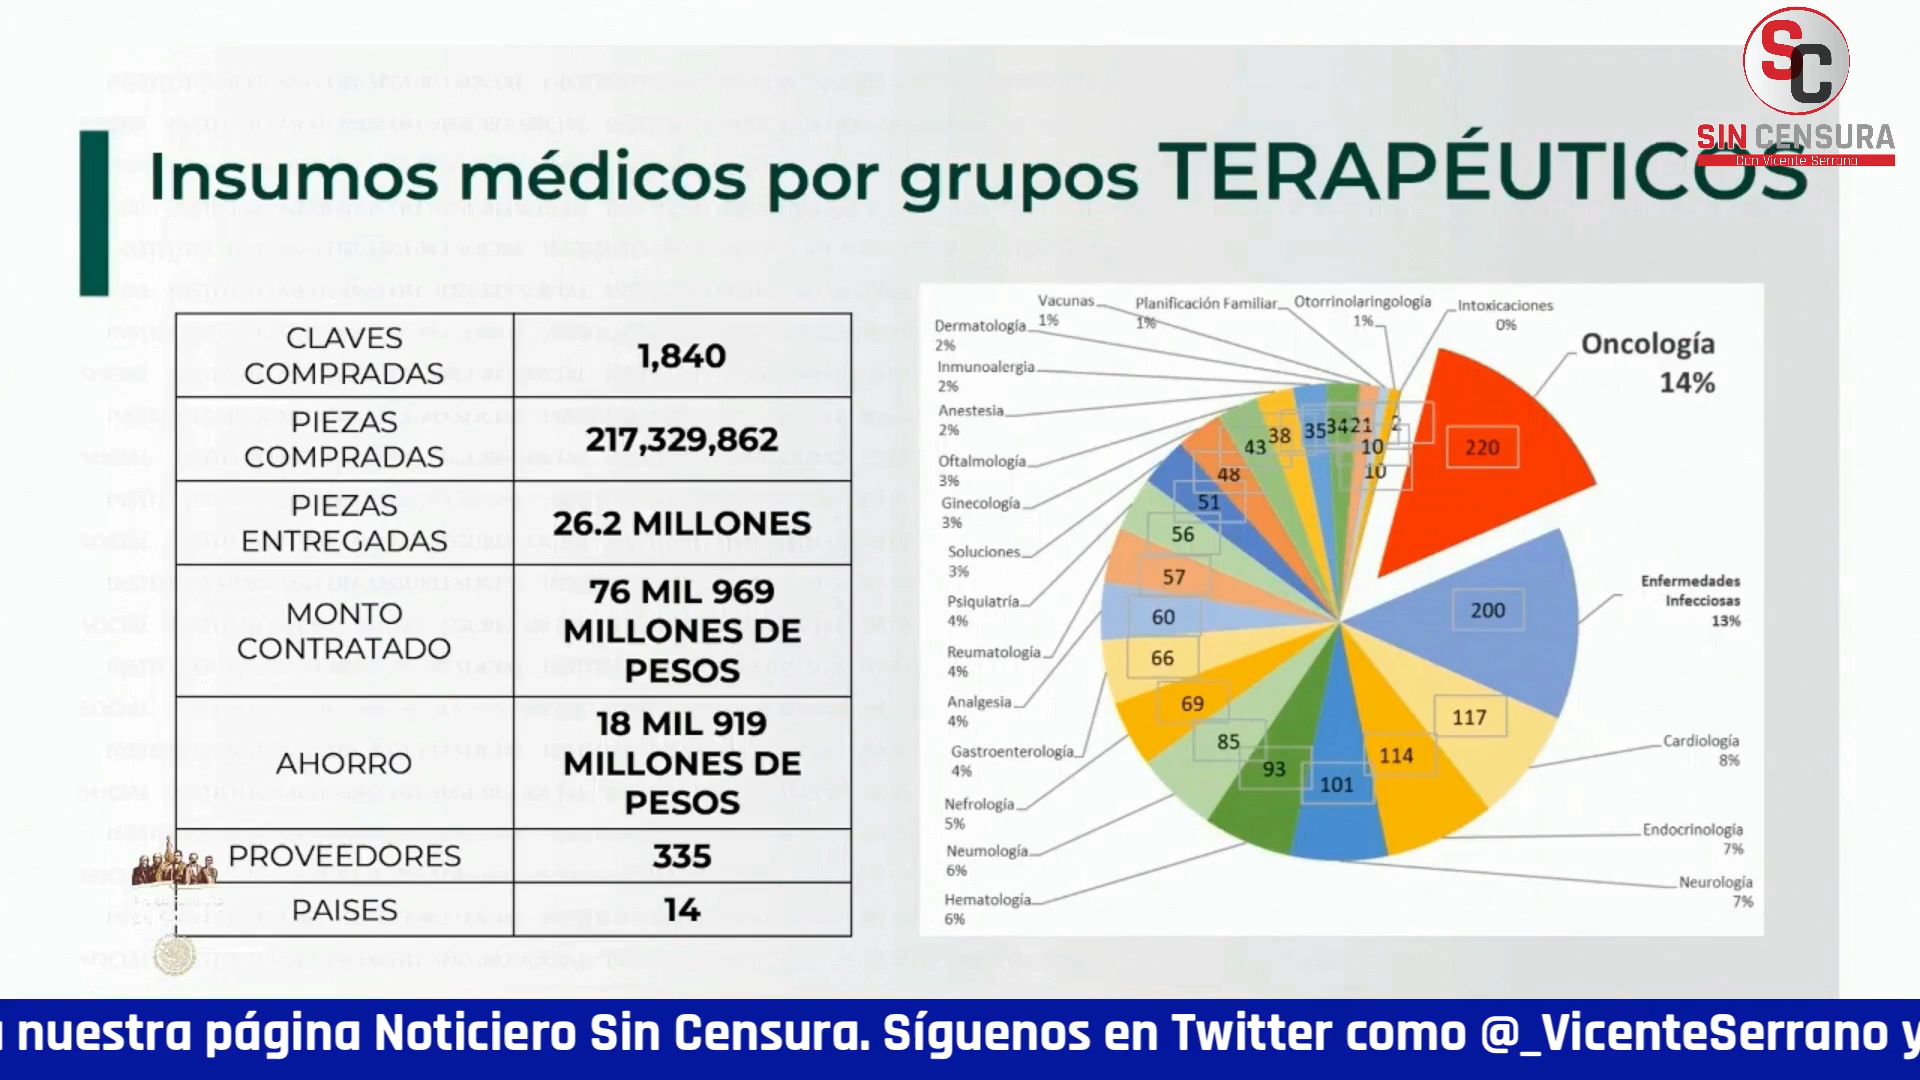 SC
SIN CENSURA
Con Vicente Serrano
Insumos médicos por grupos TERAPÉUTICOS
CLAVES
COMPRADAS
1,840
PIEZAS
COMPRADAS
217,329,862
PIEZAS
ENTREGADAS
26.2 MILLONES
MONTO
CONTRATADO
76 MIL 969
MILLONES DE
PESOS
AHORRO
18 MIL 919
MILLONES DE
PESOS
PROVEEDORES
335
PAISES
14
Vacunas
1%
Planificación Familiar
1%
Otorrinolaringología
1%
Intoxicaciones
0%
Oncología
14%
Dermatología
2%
Inmunoalergia
2%
Anestesia
2%
Oftalmología
3%
Ginecología
3%
Soluciones
3%
Psiquiatría
4%
Reumatología
4%
Analgesia
4%
Gastroenterología
4%
Nefrología
5%
Neumología
6%
Hematología
6%
Enfermedades
Infecciosas
13%
Cardiología
8%
Endocrinología
7%
Neurología
7%
220
200
117
114
101
93
85
69
66
60
57
56
51
48
43
38
35
34
21
10
10
2
nuestra página Noticiero Sin Censura. Síguenos en Twitter como @_VicenteSerrano y